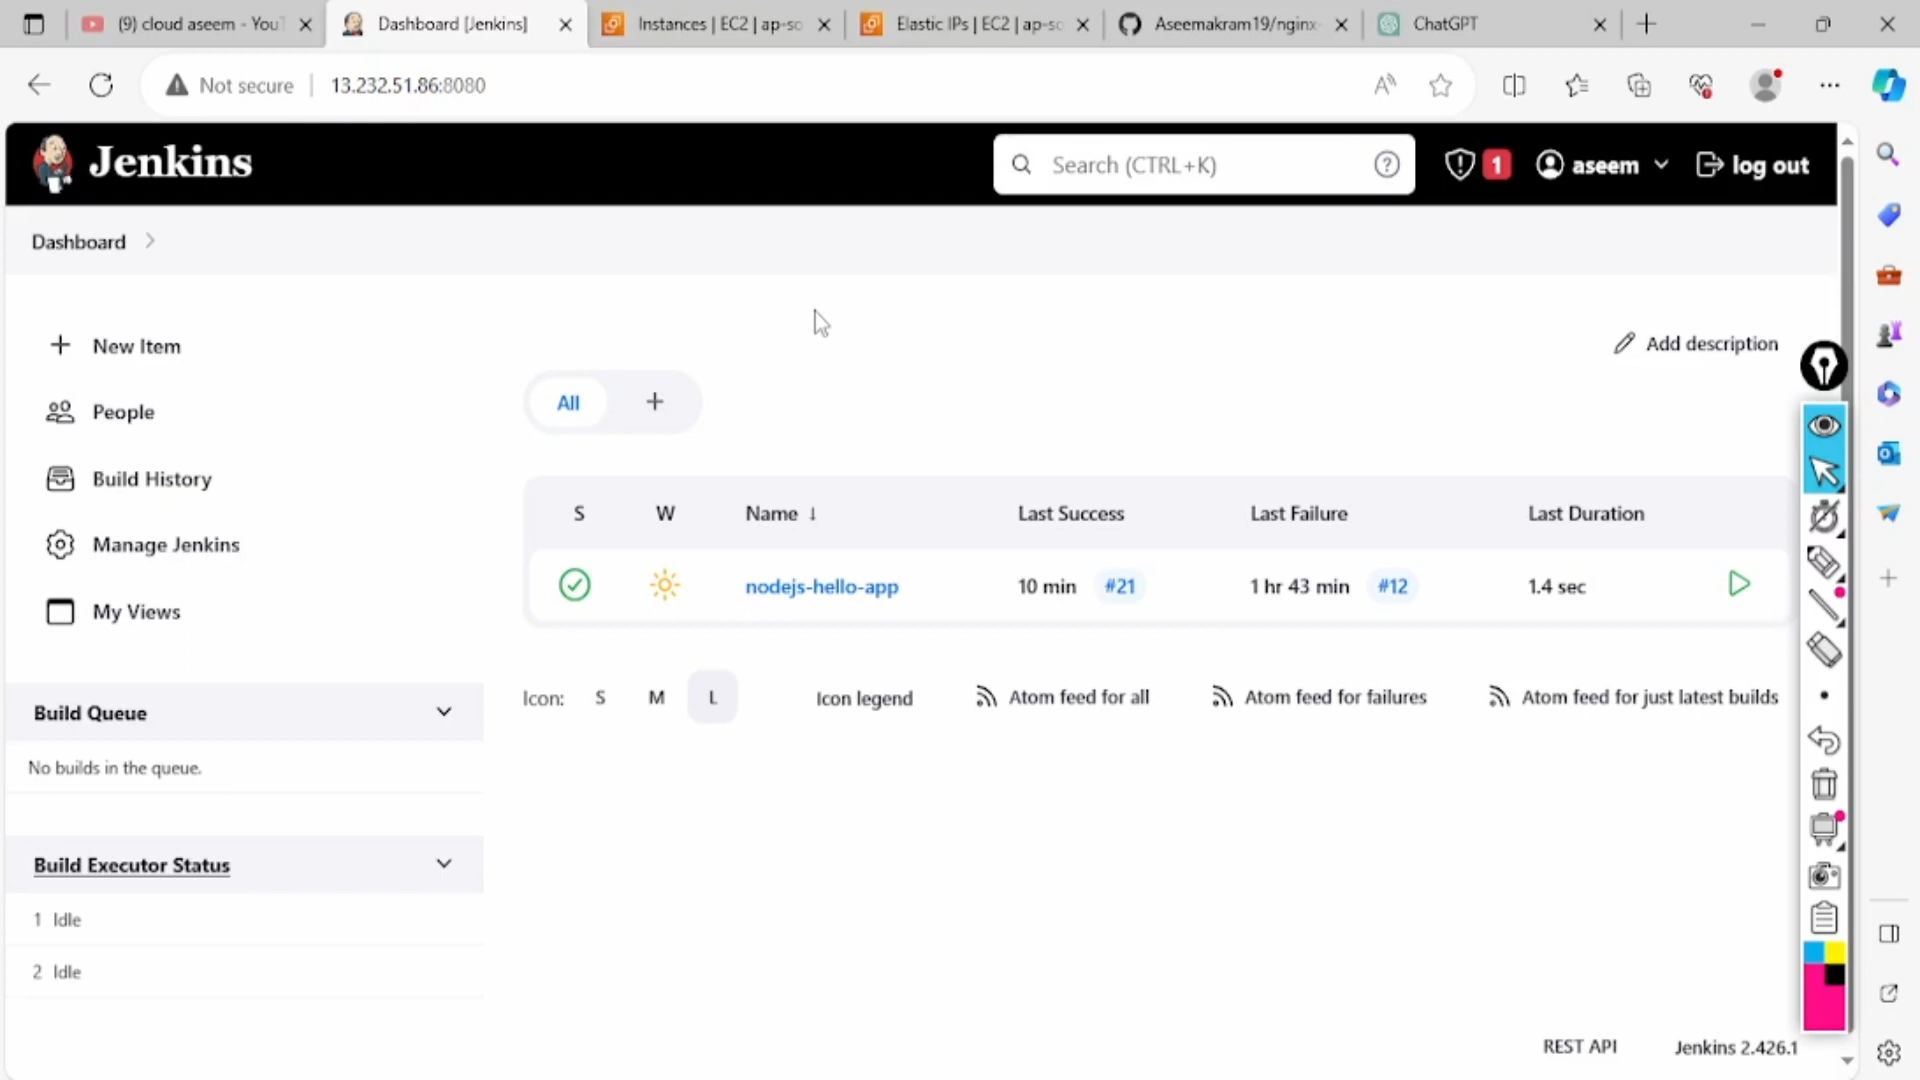 (9) cloud aseem - YouT
Dashboard [Jenkins]
Instances | EC2 | ap-so
Elastic IPs | EC2 | ap-so
Aseemakram19/nginx-
ChatGPT
Not secure
13.232.51.86:8080
Jenkins
Search (CTRL+K)
1
aseem
log out
Dashboard
New Item
People
Build History
Manage Jenkins
My Views
Build Queue
No builds in the queue.
Build Executor Status
1 Idle
2 Idle
Add description
All
S W Name ↓ Last Success Last Failure Last Duration
nodejs-hello-app 10 min #21 1 hr 43 min #12 1.4 sec
Icon: S M L Icon legend Atom feed for all Atom feed for failures Atom feed for just latest builds
REST API Jenkins 2.426.1